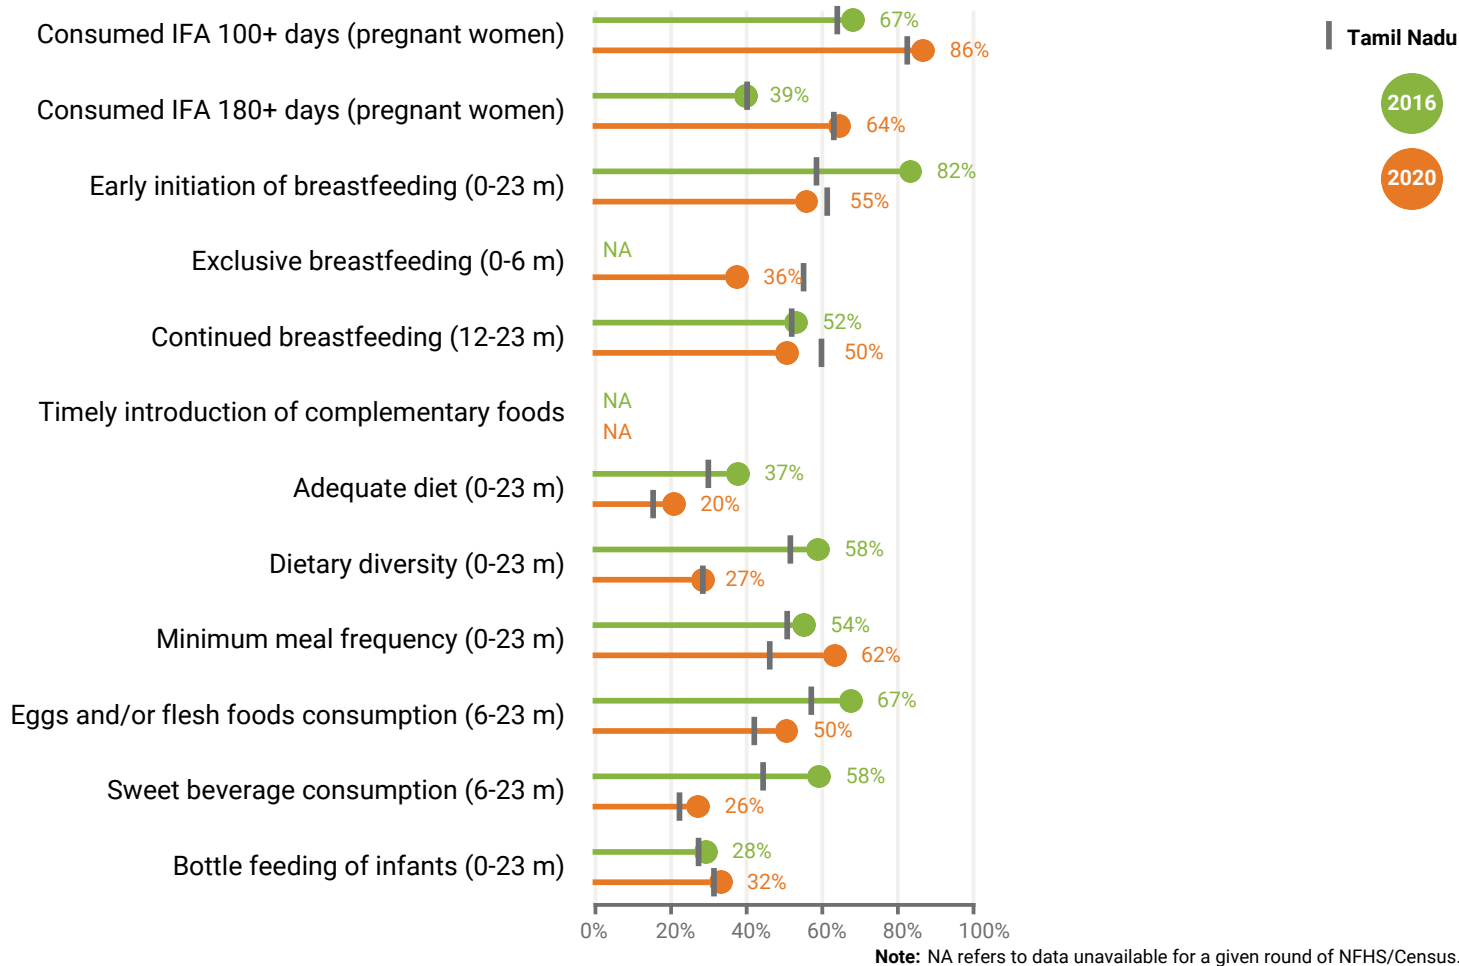 Consumed IFA 100+ days (pregnant women)
67%
86%
Consumed IFA 180+ days (pregnant women)
39%
64%
Early initiation of breastfeeding (0-23 m)
82%
55%
Exclusive breastfeeding (0-6 m)
NA
36%
Continued breastfeeding (12-23 m)
52%
50%
Timely introduction of complementary foods
NA
NA
Adequate diet (0-23 m)
37%
20%
Dietary diversity (0-23 m)
58%
27%
Minimum meal frequency (0-23 m)
54%
62%
Eggs and/or flesh foods consumption (6-23 m)
67%
50%
Sweet beverage consumption (6-23 m)
58%
26%
Bottle feeding of infants (0-23 m)
28%
32%
0% 20% 40% 60% 80% 100%
Tamil Nadu
2016
2020
Note: NA refers to data unavailable for a given round of NFHS/Census.